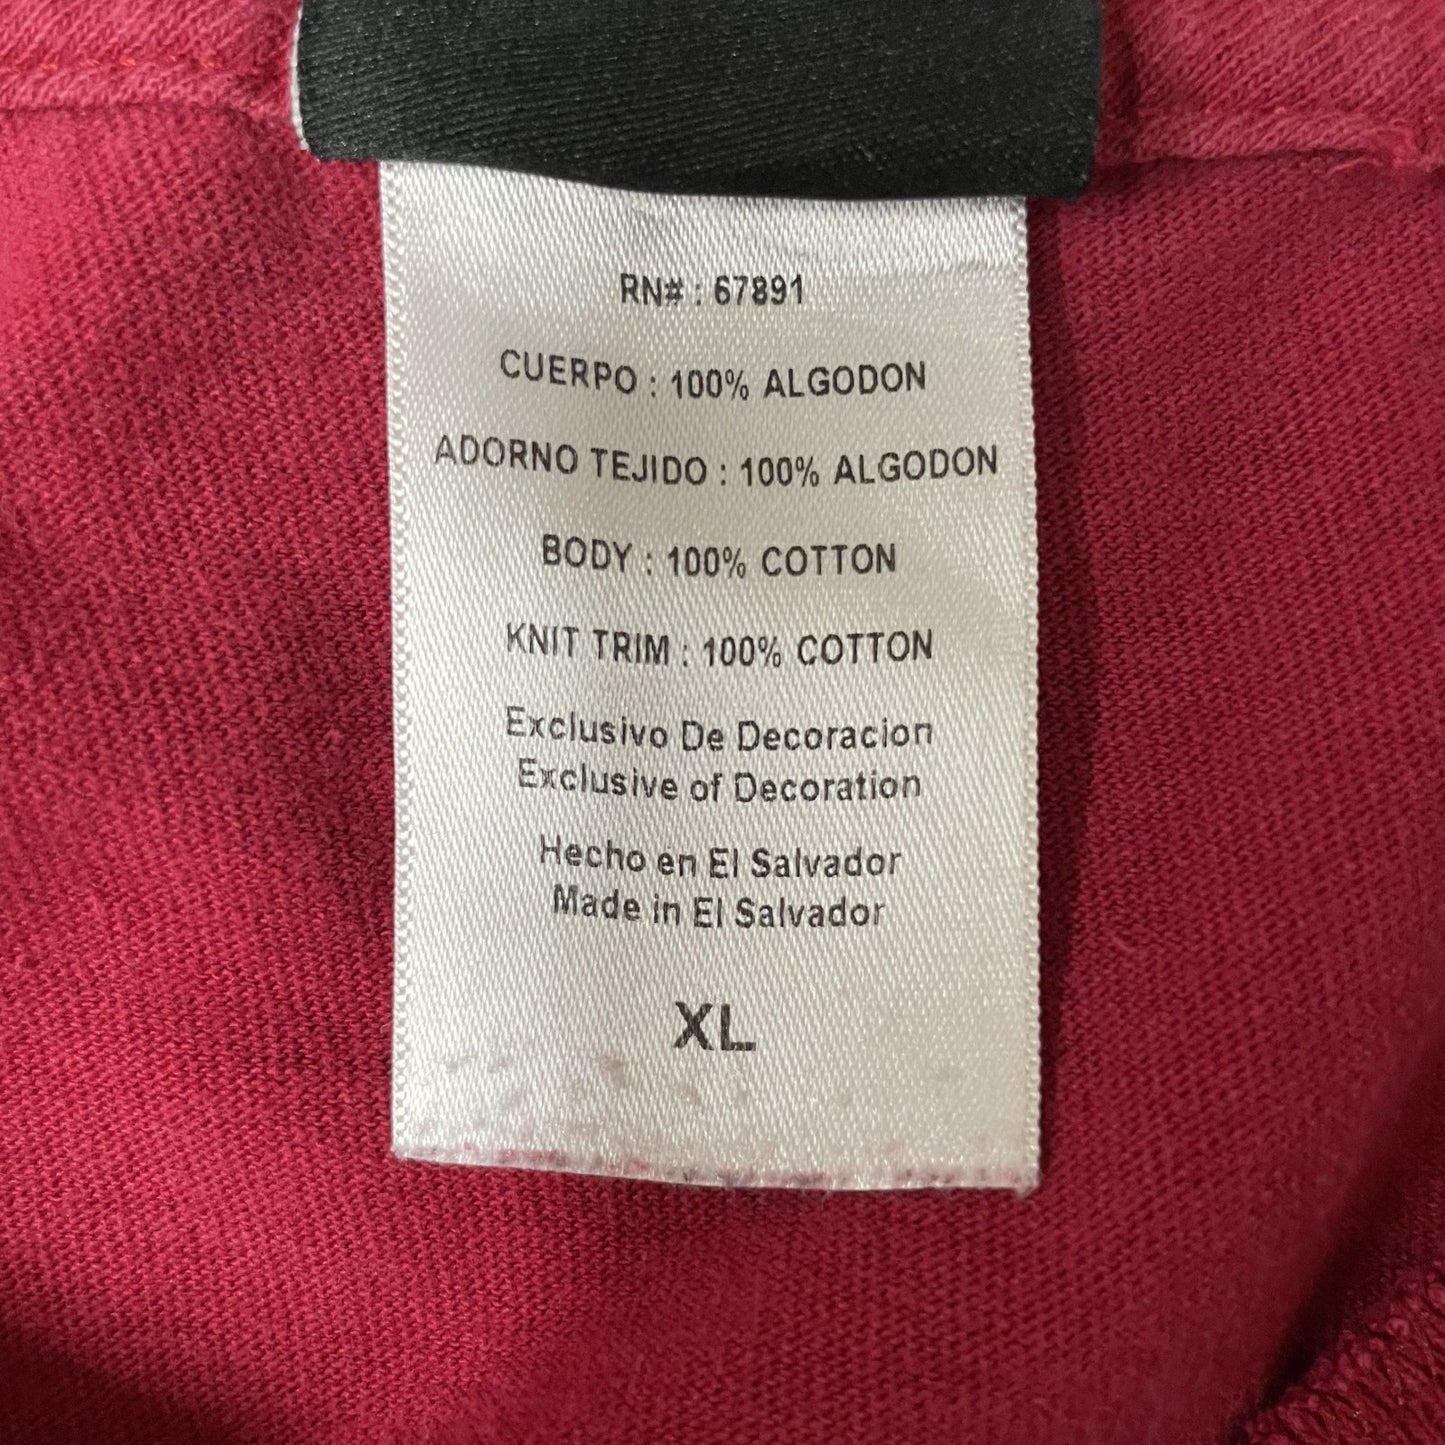 RN# : 67891
CUERPO : 100% ALGODON
ADORNO TEJIDO : 100% ALGODON
BODY : 100% COTTON
KNIT TRIM : 100% COTTON
Exclusivo De Decoracion
Exclusive of Decoration
Hecho en El Salvador
Made in El Salvador
XL